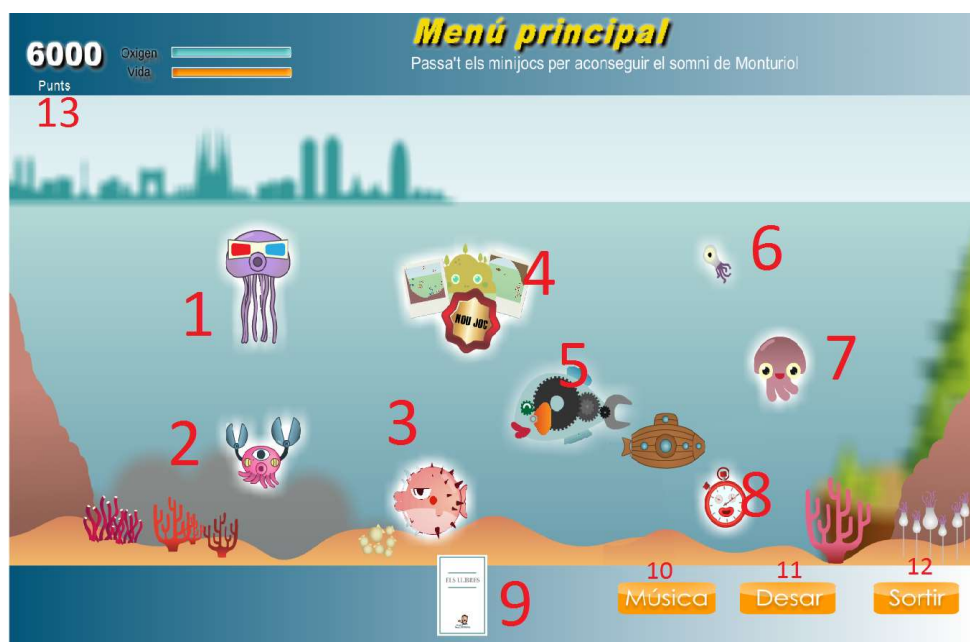 Menú principal
Passa't els minijocs per aconseguir el somni de Monturiol
6000
Oxigen
Vida
Punts
13
1
4
NOU JOC
6
5
7
2
3
8
ELS LLIBRES
9
10
Música
11
Desar
12
Sortir